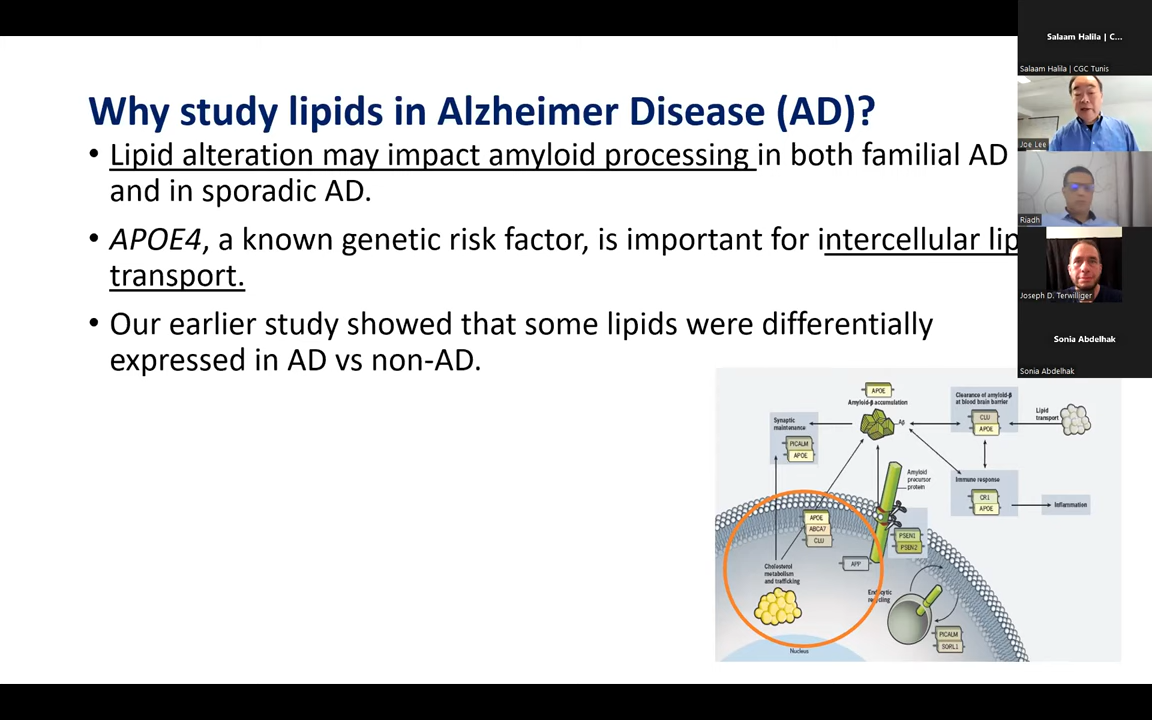 Why study lipids in Alzheimer Disease (AD)?
• Lipid alteration may impact amyloid processing in both familial AD
and in sporadic AD.
• APOE4, a known genetic risk factor, is important for intercellular lip
transport.
• Our earlier study showed that some lipids were differentially
expressed in AD vs non-AD.
Salaam Halila | C...
Salaam Halila | CGC Tunis
Joe Lee
Riadh
Joseph D. Terwilliger
Sonia Abdelhak
Sonia Abdelhak
APOE
Amyloid-β accumulation
Aβ
Synaptic
maintenance
PICALM
APOE
Clearance of amyloid-β
at blood brain barrier
CLU
APOE
Lipid
transport
Amyloid
precursor
protein
Immune response
CR1
APOE
Inflammation
APOE
ABCA7
CLU
PSEN1
PSEN2
APP
Cholesterol
metabolism
and trafficking
Endocytic
recycling
PICALM
SORL1
Nucleus